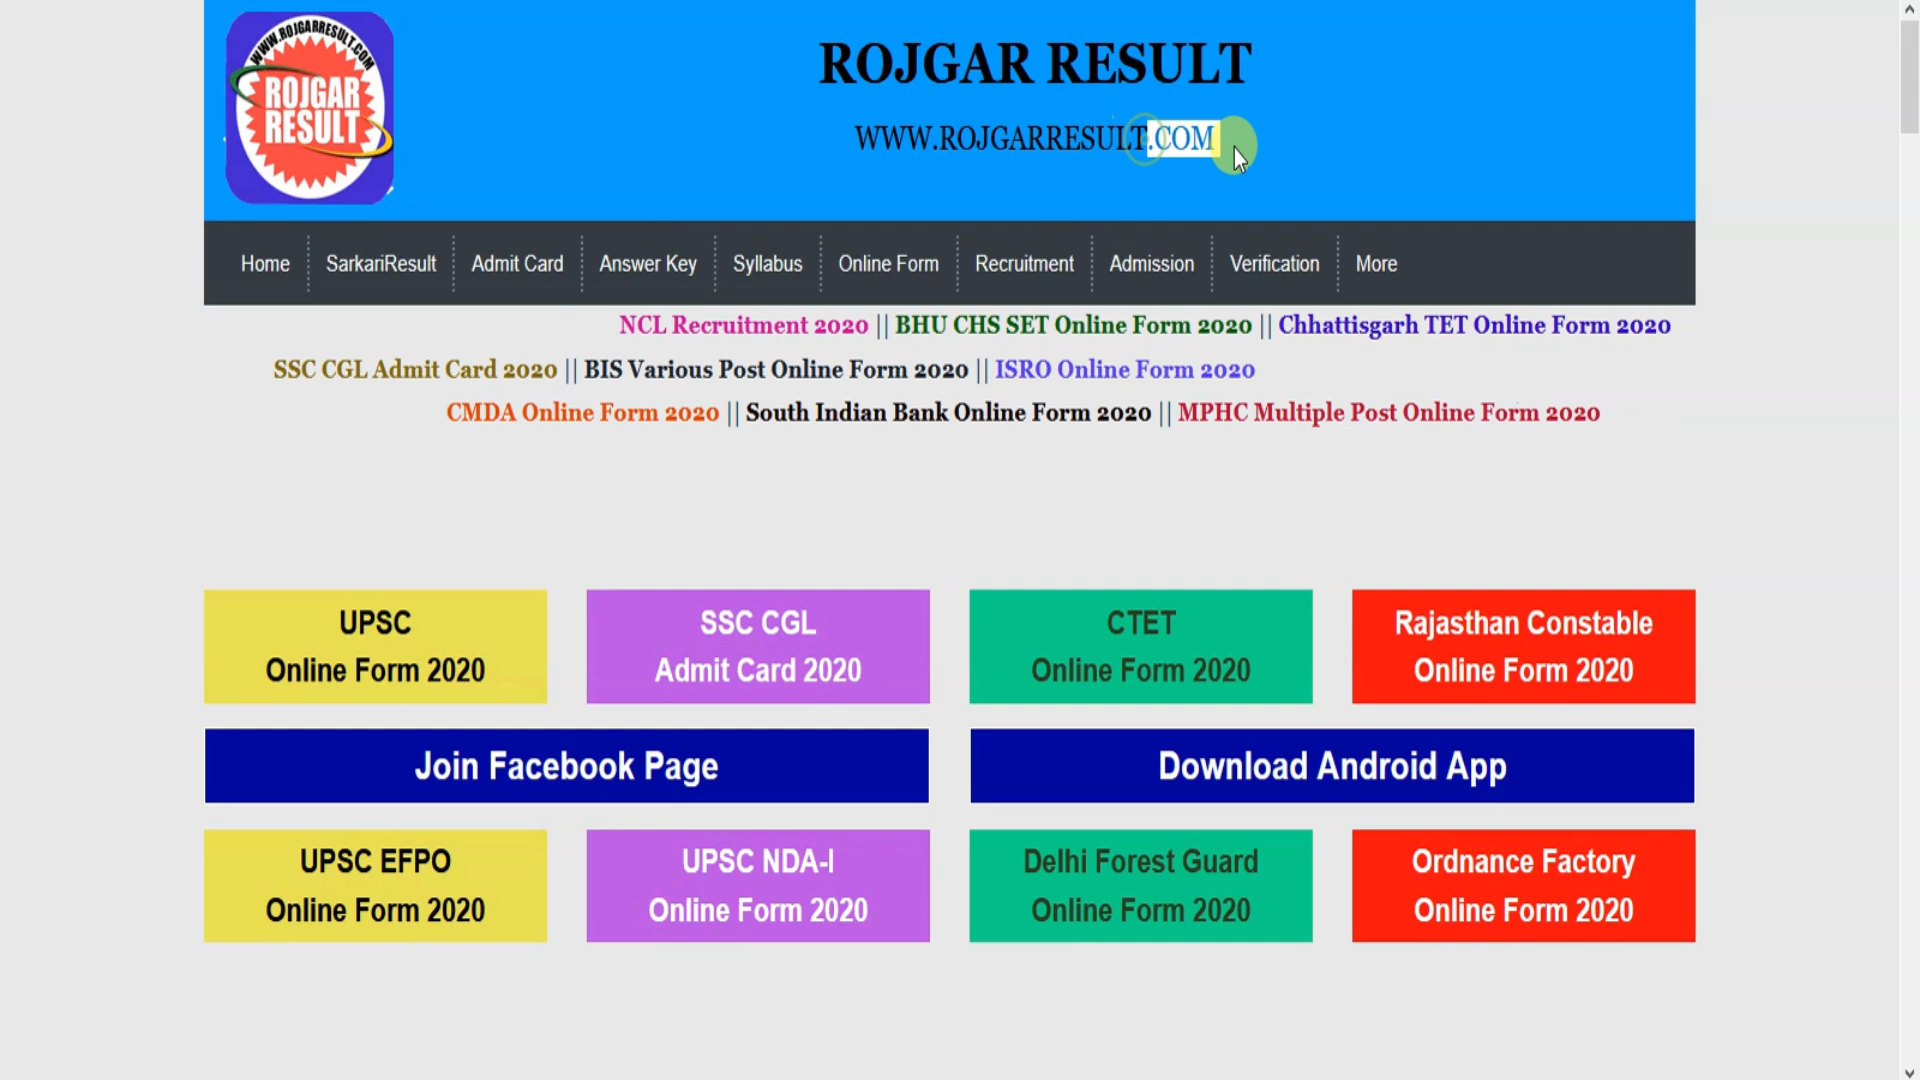 WWW.ROJGARRESULT.COM
ROJGAR
RESULT
ROJGAR RESULT
WWW.ROJGARRESULT.COM
Home SarkariResult Admit Card Answer Key Syllabus Online Form Recruitment Admission Verification More
NCL Recruitment 2020 || BHU CHS SET Online Form 2020 || Chhattisgarh TET Online Form 2020
SSC CGL Admit Card 2020 || BIS Various Post Online Form 2020 || ISRO Online Form 2020
CMDA Online Form 2020 || South Indian Bank Online Form 2020 || MPHC Multiple Post Online Form 2020
UPSC
Online Form 2020
SSC CGL
Admit Card 2020
CTET
Online Form 2020
Rajasthan Constable
Online Form 2020
Join Facebook Page
Download Android App
UPSC EFPO
Online Form 2020
UPSC NDA-I
Online Form 2020
Delhi Forest Guard
Online Form 2020
Ordnance Factory
Online Form 2020